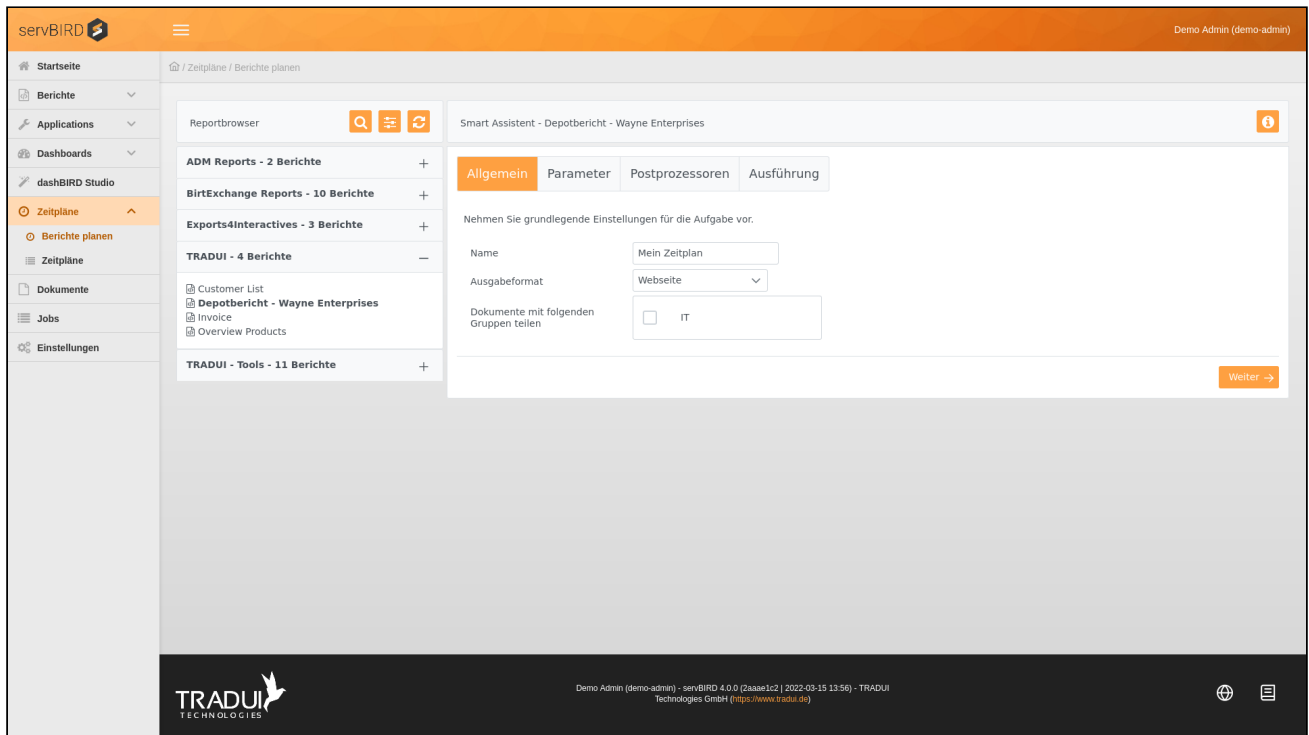 servBIRD
Demo Admin (demo-admin)
Startseite
Berichte
Applications
Dashboards
dashBIRD Studio
Zeitpläne
Berichte planen
Zeitpläne
Dokumente
Jobs
Einstellungen
/ Zeitpläne / Berichte planen
Reportbrowser
ADM Reports - 2 Berichte
BirtExchange Reports - 10 Berichte
Exports4Interactives - 3 Berichte
TRADUI - 4 Berichte
Customer List
Depotbericht - Wayne Enterprises
Invoice
Overview Products
TRADUI - Tools - 11 Berichte
Smart Assistent - Depotbericht - Wayne Enterprises
Allgemein Parameter Postprozessoren Ausführung
Nehmen Sie grundlegende Einstellungen für die Aufgabe vor.
Name Mein Zeitplan
Ausgabeformat Webseite
Dokumente mit folgenden
Gruppen teilen
IT
Weiter →
TRADUI
TECHNOLOGIES
Demo Admin (demo-admin) - servBIRD 4.0.0 (2aaae1c2 | 2022-03-15 13:56) - TRADUI
Technologies GmbH (https://www.tradui.de)